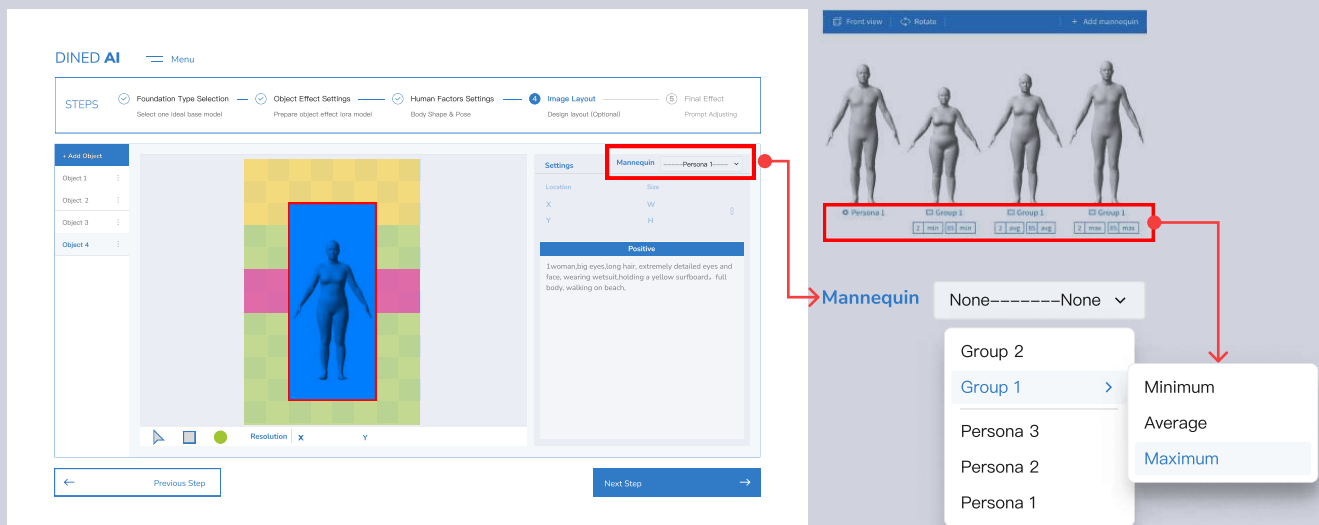 DINED AI
Menu
STEPS
Foundation Type Selection
Select one ideal base model
Object Effect Settings
Prepare object effect lora model
Human Factors Settings
Body Shape & Pose
4
Image Layout
Design layout (Optional)
5
Final Effect
Prompt Adjusting
+ Add Object
Object 1
Object 2
Object 3
Object 4
Resolution X Y
Settings
Mannequin
------Persona 1-----
Location Size
X W
Y H
Positive
1woman,big eyes,long hair, extremely detailed eyes and
face, wearing wetsuit,holding a yellow surfboard，full
body, walking on beach.
Previous Step
Next Step
Front view
Rotate
+ Add mannequin
Persona 1
Group 1
2 min 85 min
Group 1
2 avg 85 avg
Group 1
2 max 85 max
Mannequin
None-------None
Group 2
Group 1
Persona 3
Persona 2
Persona 1
Minimum
Average
Maximum